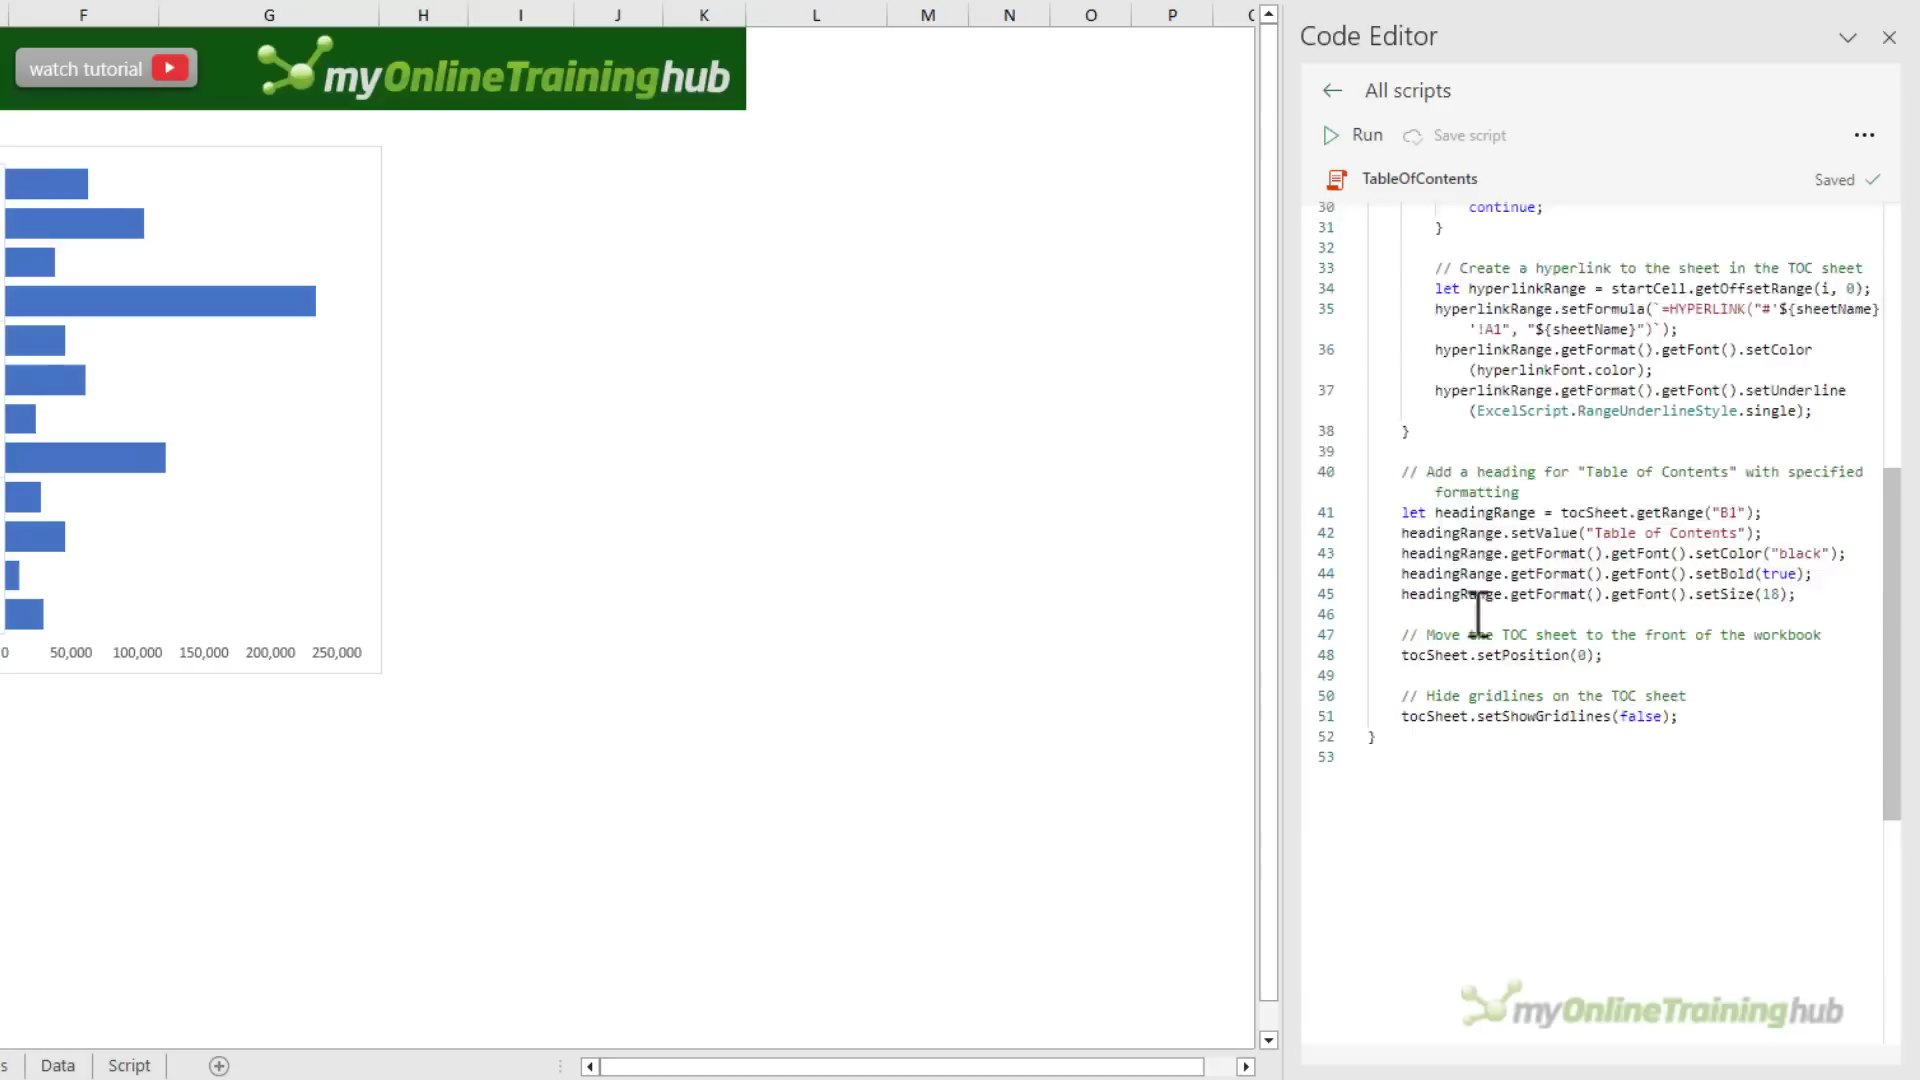 F G H I J K L M N O P
watch tutorial
myOnlineTraininghub
0 50,000 100,000 150,000 200,000 250,000
s Data Script
Code Editor
All scripts
Run Save script
TableOfContents Saved
30 continue;
31 }
32
33 // Create a hyperlink to the sheet in the TOC sheet
34 let hyperlinkRange = startCell.getOffsetRange(i, 0);
35 hyperlinkRange.setFormula(`=HYPERLINK("#'${sheetName}
'!A1", "${sheetName}")`);
36 hyperlinkRange.getFormat().getFont().setColor
(hyperlinkFont.color);
37 hyperlinkRange.getFormat().getFont().setUnderline
(ExcelScript.RangeUnderlineStyle.single);
38 }
39
40 // Add a heading for "Table of Contents" with specified
formatting
41 let headingRange = tocSheet.getRange("B1");
42 headingRange.setValue("Table of Contents");
43 headingRange.getFormat().getFont().setColor("black");
44 headingRange.getFormat().getFont().setBold(true);
45 headingRange.getFormat().getFont().setSize(18);
46
47 // Move the TOC sheet to the front of the workbook
48 tocSheet.setPosition(0);
49
50 // Hide gridlines on the TOC sheet
51 tocSheet.setShowGridlines(false);
52 }
53
myOnlineTraininghub